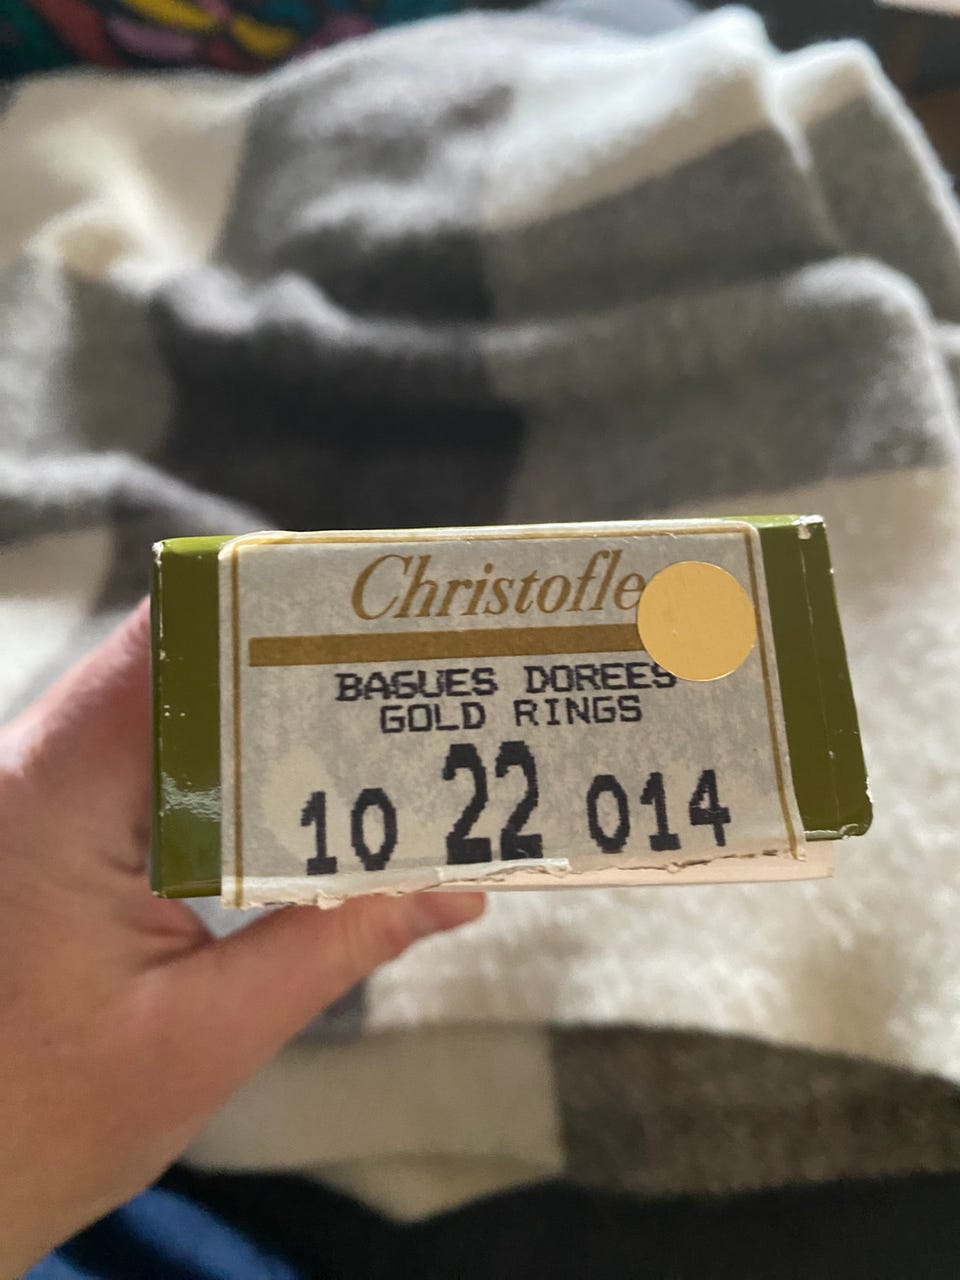 Christofle
BAGUES DOREES
GOLD RINGS
10 22 014